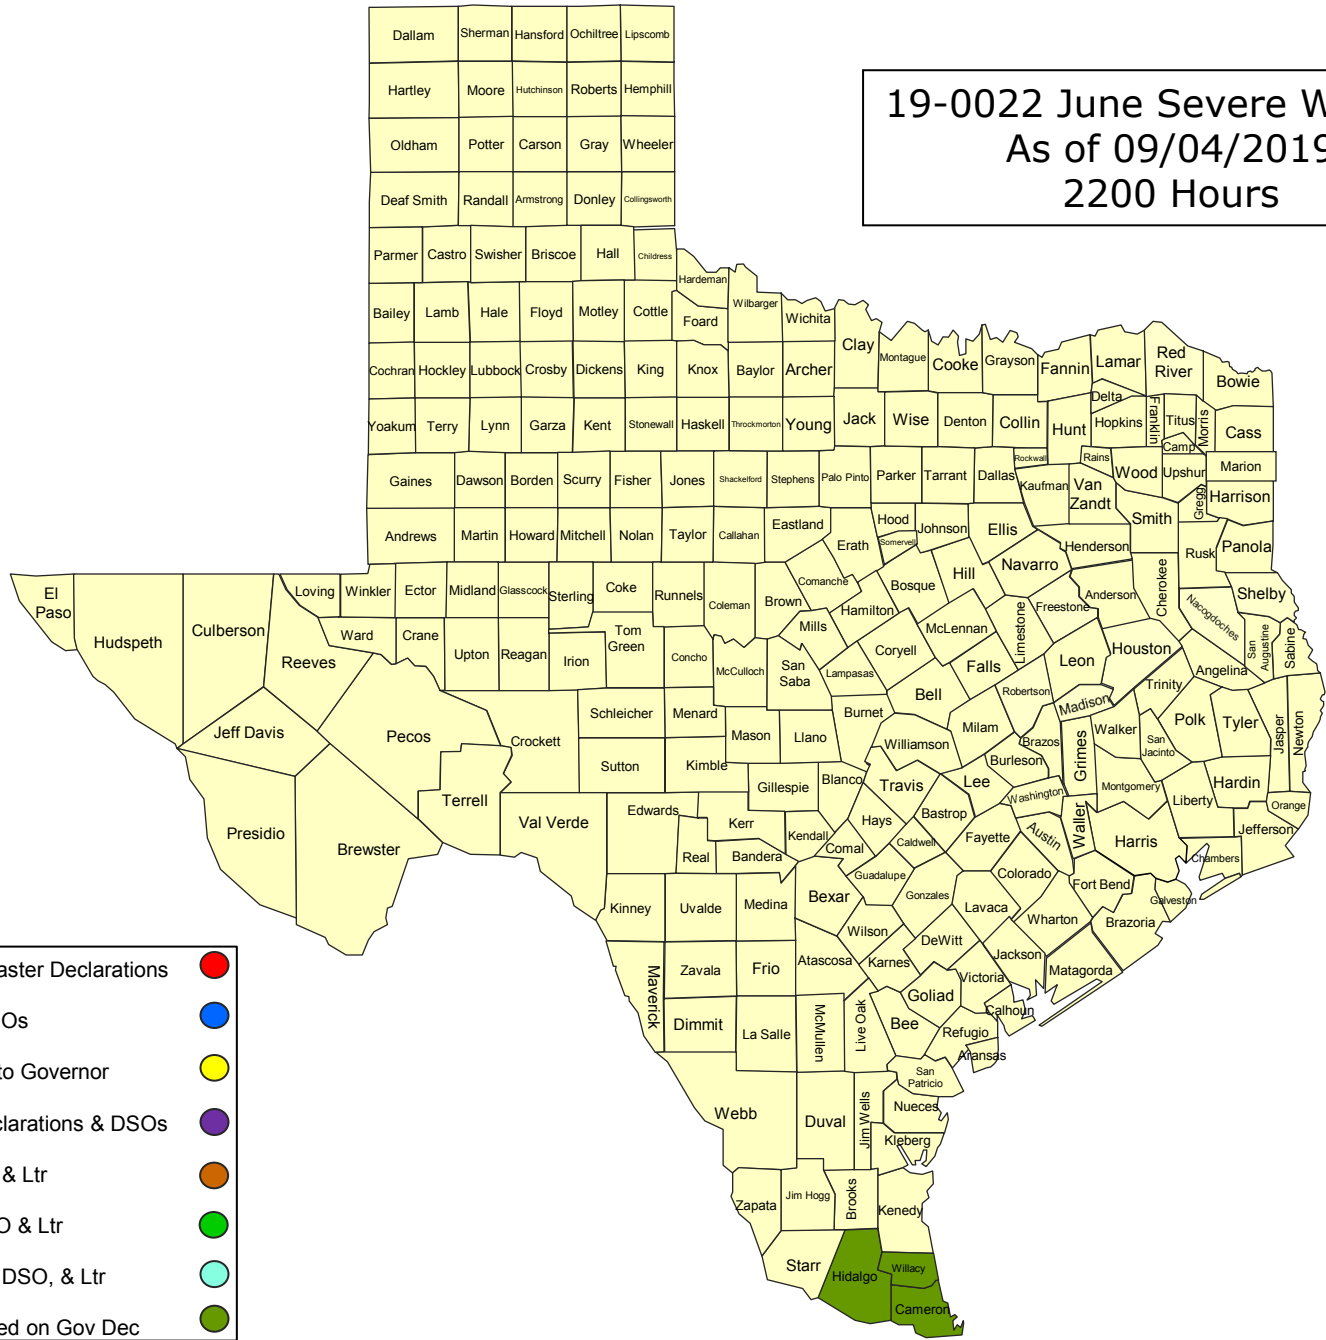 19-0022 June Severe W
As of 09/04/2019
2200 Hours
Dallam Sherman Hansford Ochiltree Lipscomb
Hartley Moore Hutchinson Roberts Hemphill
Oldham Potter Carson Gray Wheeler
Deaf Smith Randall Armstrong Donley Collingsworth
Parmer Castro Swisher Briscoe Hall Childress
Hardeman
Bailey Lamb Hale Floyd Motley Cottle Foard Wilbarger Wichita
Clay Montague Cooke Grayson Fannin Lamar Red
River
Bowie
Cochran Hockley Lubbock Crosby Dickens King Knox Baylor Archer
Delta
Yoakum Terry Lynn Garza Kent Stonewall Haskell Throckmorton Young Jack Wise Denton Collin Hunt Hopkins Franklin Titus Morris Cass
Camp
Gaines Dawson Borden Scurry Fisher Jones Shackelford Stephens Palo Pinto Parker Tarrant Dallas Rockwall Kaufman Rains Van
Zandt
Wood Upshur Marion
Gregg Harrison
Andrews Martin Howard Mitchell Nolan Taylor Callahan Eastland Erath Hood Somervell Johnson Ellis Henderson Smith Rusk Panola
El
Paso
Hudspeth Culberson Loving Winkler Ector Midland Glasscock Sterling Coke Runnels Coleman Brown Comanche Hamilton Bosque Hill Navarro Freestone Anderson Cherokee Nacogdoches Shelby
Reeves Ward Crane Upton Reagan Irion Tom
Green
Concho McCulloch San
Saba
Mills Lampasas Coryell McLennan Limestone Falls Leon Houston Angelina San
Augustine
Sabine
Jeff Davis Pecos Crockett Schleicher Menard Mason Llano Burnet Bell Milam Robertson Madison Trinity Walker San
Jacinto
Polk Tyler Jasper Newton
Sutton Kimble Gillespie Blanco Williamson Travis Lee Burleson Brazos Grimes Washington Montgomery Liberty Hardin Orange
Presidio Brewster Terrell Val Verde Edwards Kerr Real Bandera Kendall Comal Hays Caldwell Bastrop Fayette Austin Waller Harris Chambers Jefferson
Kinney Uvalde Medina Bexar Guadalupe Gonzales Lavaca Colorado Wharton Fort Bend Brazoria Galveston
Maverick Zavala Frio Atascosa Wilson Karnes DeWitt Victoria Jackson Matagorda
Dimmit La Salle McMullen Live Oak Bee Goliad Refugio Calhoun
Aransas
San
Patricio
Webb Duval Jim Wells Nueces
Kleberg
Zapata Jim Hogg Brooks Kenedy
Starr Hidalgo Willacy
Cameron
aster Declarations
Os
to Governor
clarations & DSOs
& Ltr
O & Ltr
DSO, & Ltr
ed on Gov Dec